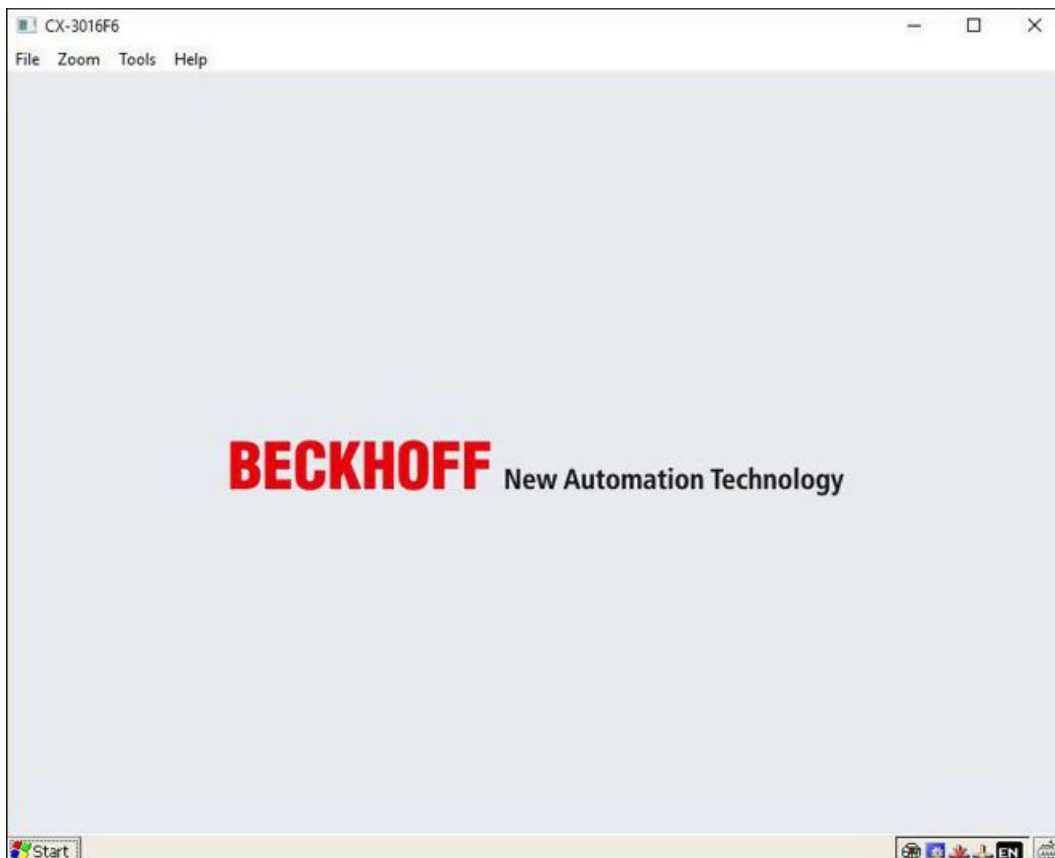 CX-3016F6
File Zoom Tools Help
BECKHOFF New Automation Technology
Start
EN